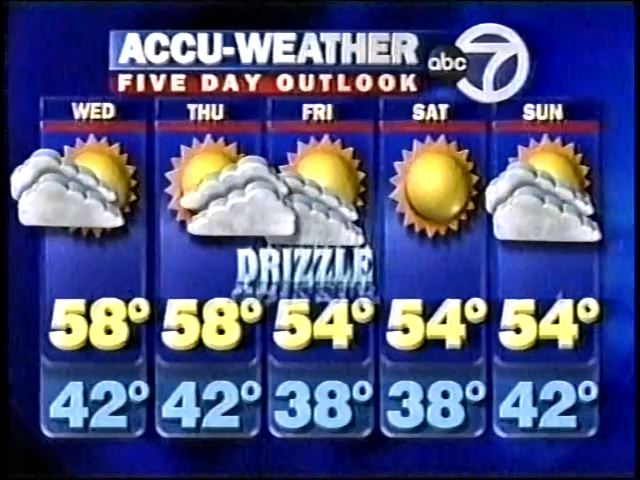 ACCU-WEATHER
abc 7
FIVE DAY OUTLOOK
WED THU FRI SAT SUN
DRIZZLE
58° 58° 54° 54° 54°
42° 42° 38° 38° 42°